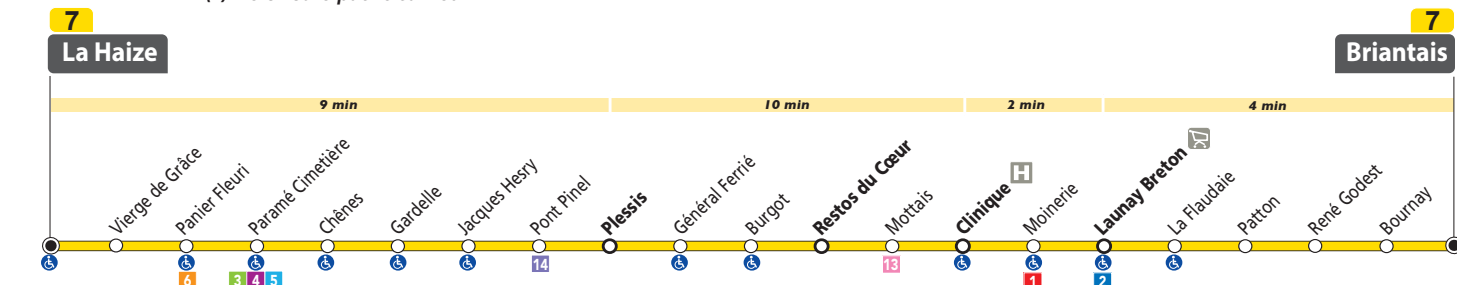 7
La Haize
7
Briantais
9 min
10 min
2 min
4 min
Vierge de Grâce
Panier Fleuri
Paramé Cimetière
Chênes
Gardelle
Jacques Hesry
Pont Pinel
Plessis
Général Ferrié
Burgot
Restos du Cœur
Mottais
Clinique
H
Moinerie
Launay Breton
La Flaudaie
Patton
René Godest
Bournay
6
3 4 5
14
13
1
2